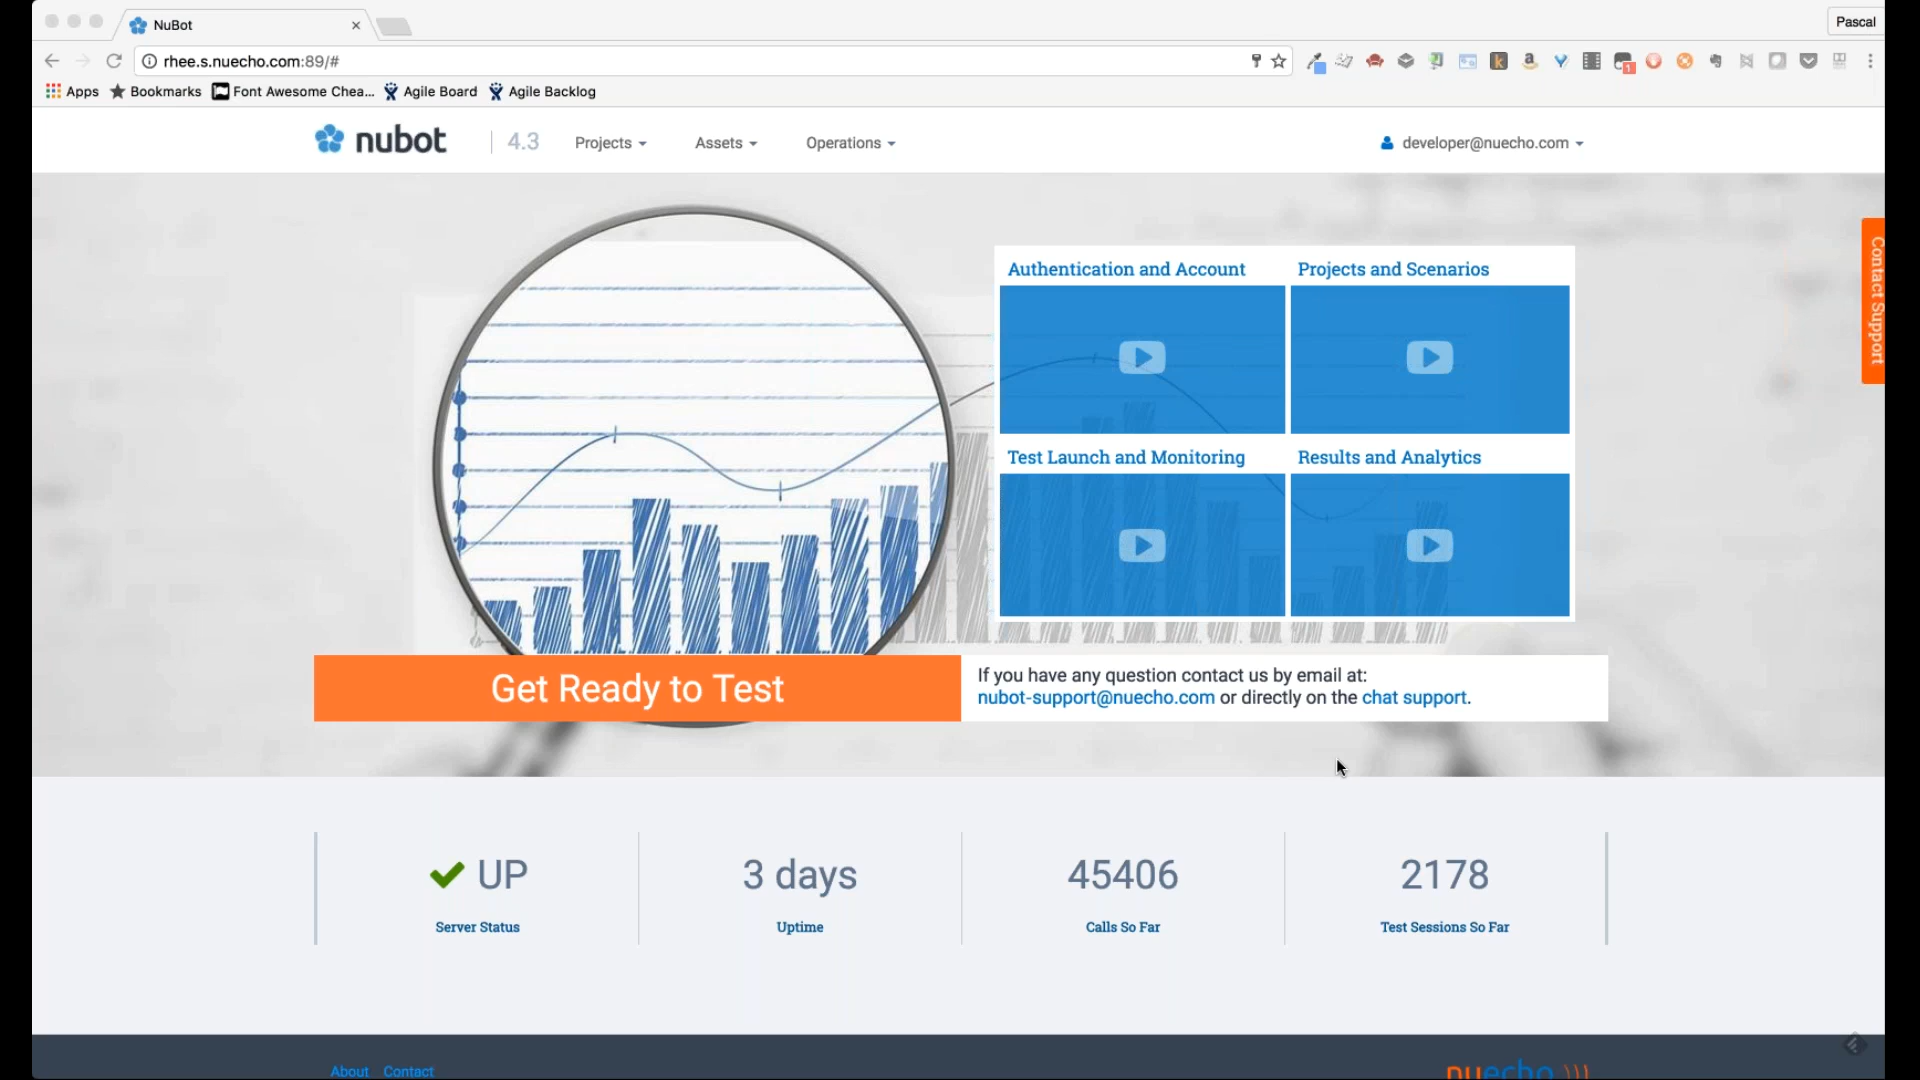 NuBot
Pascal
rhee.s.nuecho.com:89/#
Apps Bookmarks Font Awesome Chea... Agile Board Agile Backlog
nubot 4.3 Projects Assets Operations developer@nuecho.com
Contact Support
Authentication and Account Projects and Scenarios
Test Launch and Monitoring Results and Analytics
Get Ready to Test
If you have any question contact us by email at:
nubot-support@nuecho.com or directly on the chat support.
UP 3 days 45406 2178
Server Status Uptime Calls So Far Test Sessions So Far
About Contact
nuecho